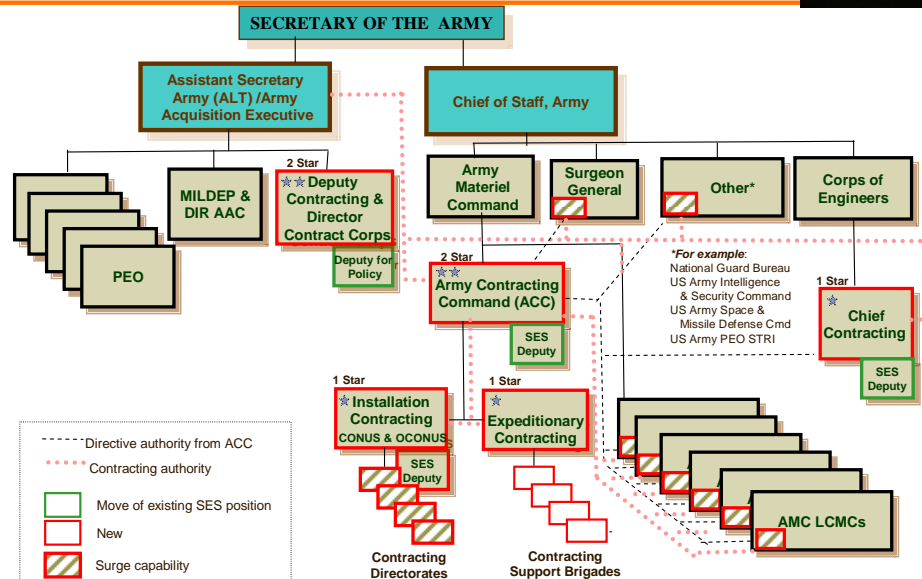 SECRETARY OF THE ARMY
Assistant Secretary
Army (ALT) /Army
Acquisition Executive
Chief of Staff, Army
PEO
MILDEP &
DIR AAC
2 Star
Deputy
Contracting &
Director
Contract Corps
Deputy for
Policy
Army
Materiel
Command
Surgeon
General
Other*
Corps of
Engineers
*For example:
National Guard Bureau
US Army Intelligence
& Security Command
US Army Space &
Missile Defense Cmd
US Army PEO STRI
2 Star
Army Contracting
Command (ACC)
SES
Deputy
1 Star
Chief
Contracting
SES
Deputy
1 Star
Installation
Contracting
CONUS & OCONUS
SES
Deputy
1 Star
Expeditionary
Contracting
Contracting
Directorates
Contracting
Support Brigades
AMC LCMCs
Directive authority from ACC
Contracting authority
Move of existing SES position
New
Surge capability